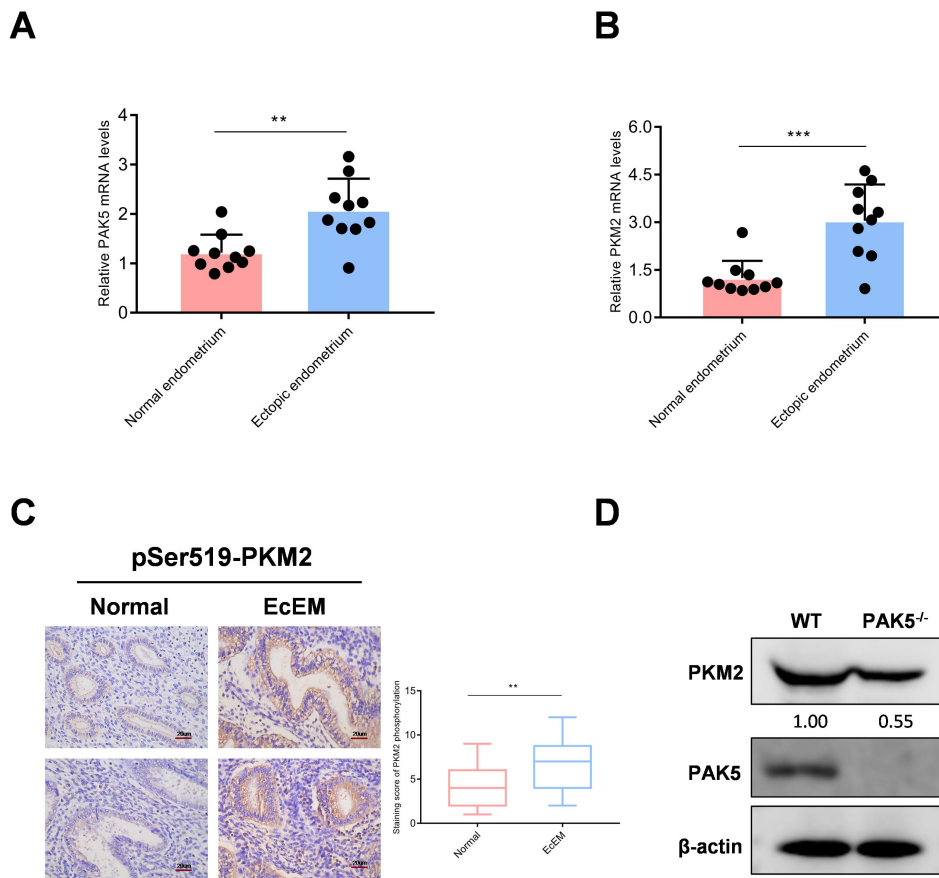 A
Relative PAK5 mRNA levels
4
3
2
1
0
**
Normal endometrium
Ectopic endometrium
B
Relative PKM2 mRNA levels
6.0
4.5
3.0
1.5
0.0
***
Normal endometrium
Ectopic endometrium
C
pSer519-PKM2
Normal
EcEM
20um
20um
20um
20um
Staining score of PKM2 phosphorylation
15
10
5
0
**
Normal
EcEM
D
WT
PAK5-/-
PKM2
1.00
0.55
PAK5
β-actin